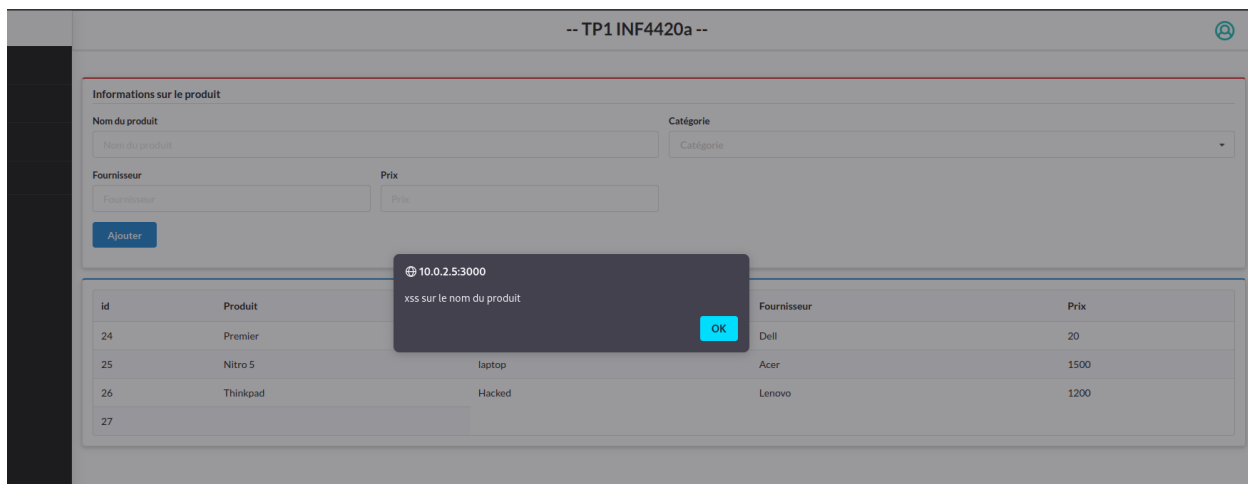 -- TP1 INF4420a --
Informations sur le produit
Nom du produit
Catégorie
Nom du produit
Catégorie
Fournisseur
Prix
Fournisseur
Prix
Ajouter
10.0.2.5:3000
xss sur le nom du produit
OK
id Produit Fournisseur Prix
24 Premier Dell 20
25 Nitro 5 laptop Acer 1500
26 Thinkpad Hacked Lenovo 1200
27